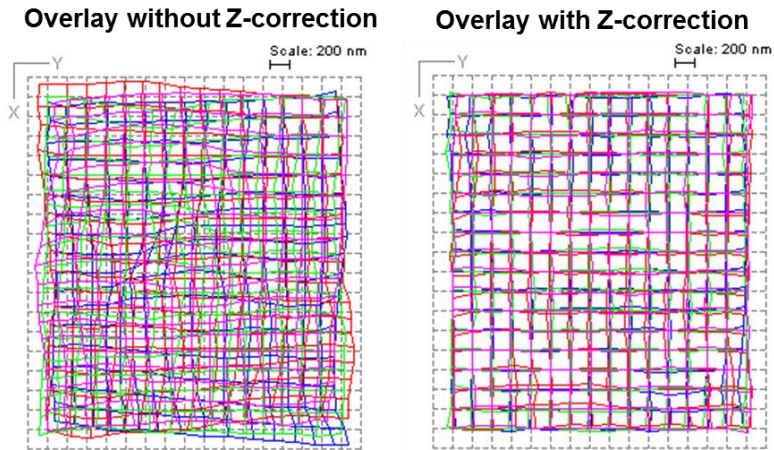 Overlay without Z-correction
Overlay with Z-correction
Scale: 200 nm
Y
X
Scale: 200 nm
Y
X